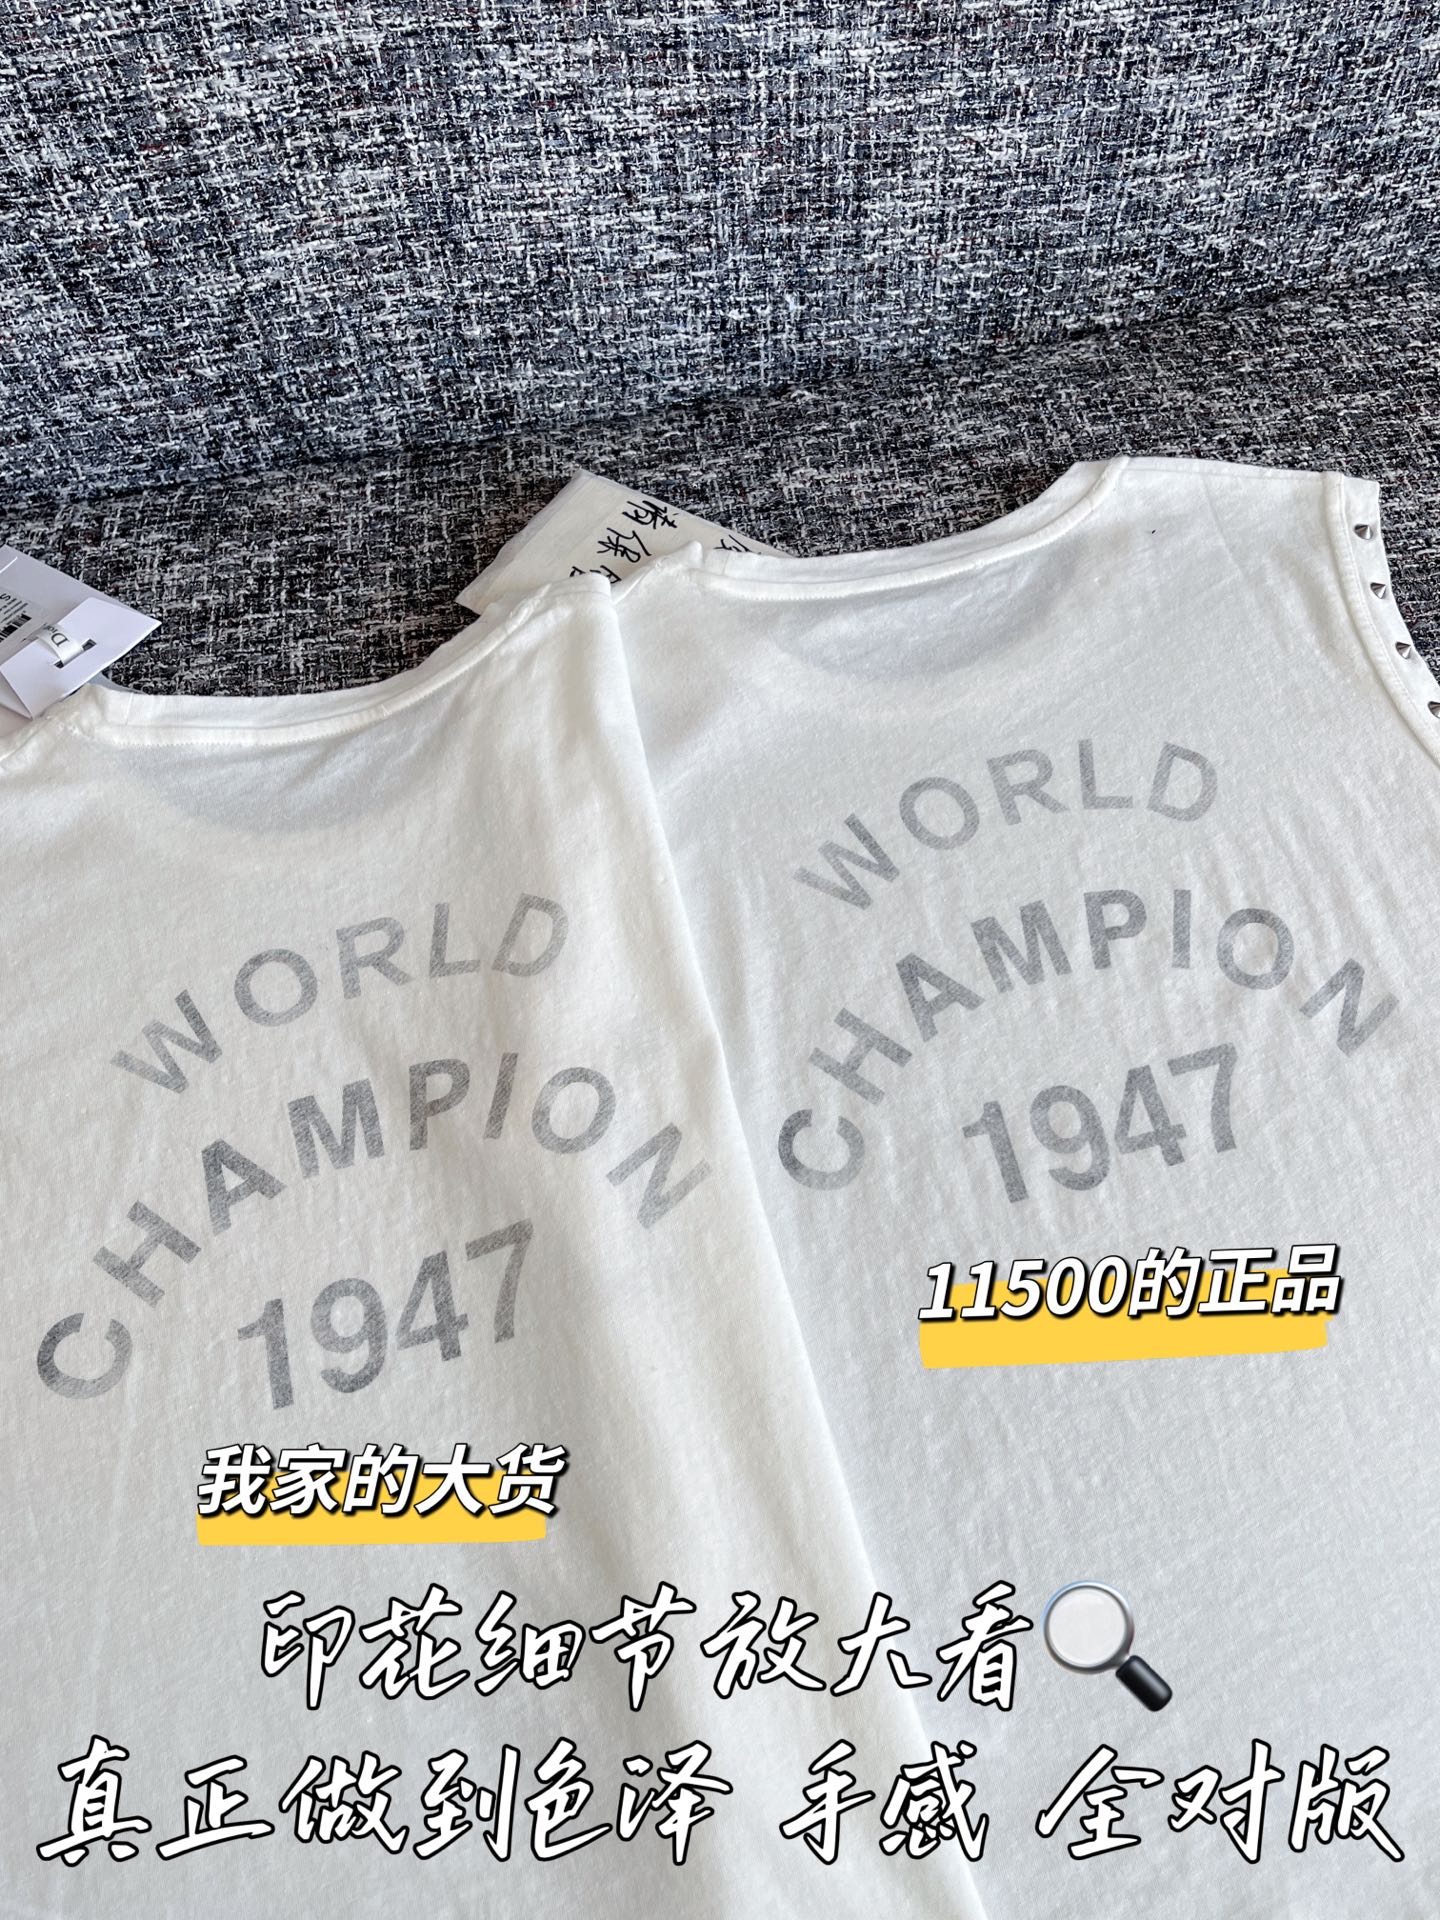 WORLD
CHAMPION
1947
WORLD
CHAMPION
1947
11500的正品
我家的大货
印花细节放大看
真正做到色泽 手感 全对版